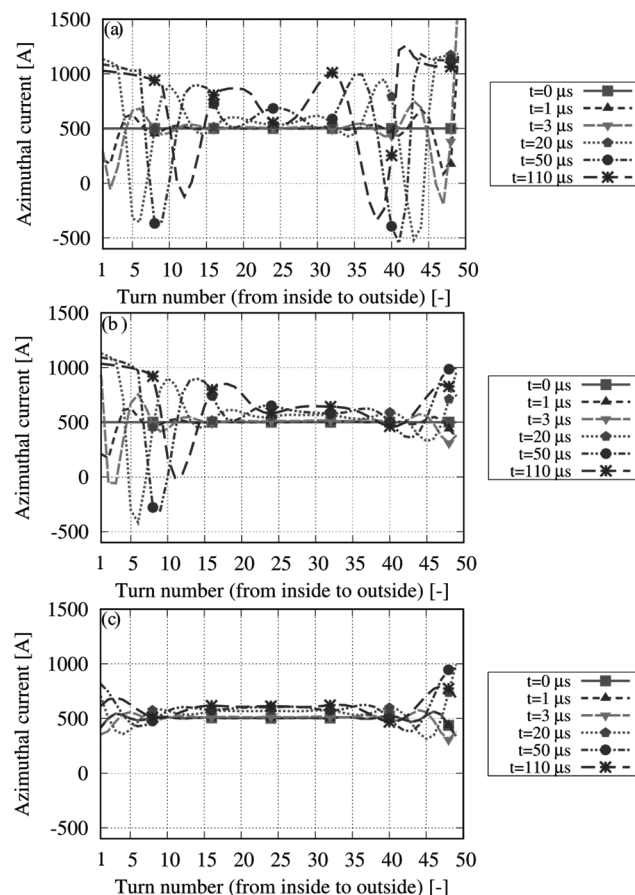 (a)
Azimuthal current [A]
1500
1000
500
0
-500
1 5 10 15 20 25 30 35 40 45 50
Turn number (from inside to outside) [-]
t=0 µs
t=1 µs
t=3 µs
t=20 µs
t=50 µs
t=110 µs
(b)
Azimuthal current [A]
1500
1000
500
0
-500
1 5 10 15 20 25 30 35 40 45 50
Turn number (from inside to outside) [-]
t=0 µs
t=1 µs
t=3 µs
t=20 µs
t=50 µs
t=110 µs
(c)
Azimuthal current [A]
1500
1000
500
0
-500
1 5 10 15 20 25 30 35 40 45 50
Turn number (from inside to outside) [-]
t=0 µs
t=1 µs
t=3 µs
t=20 µs
t=50 µs
t=110 µs